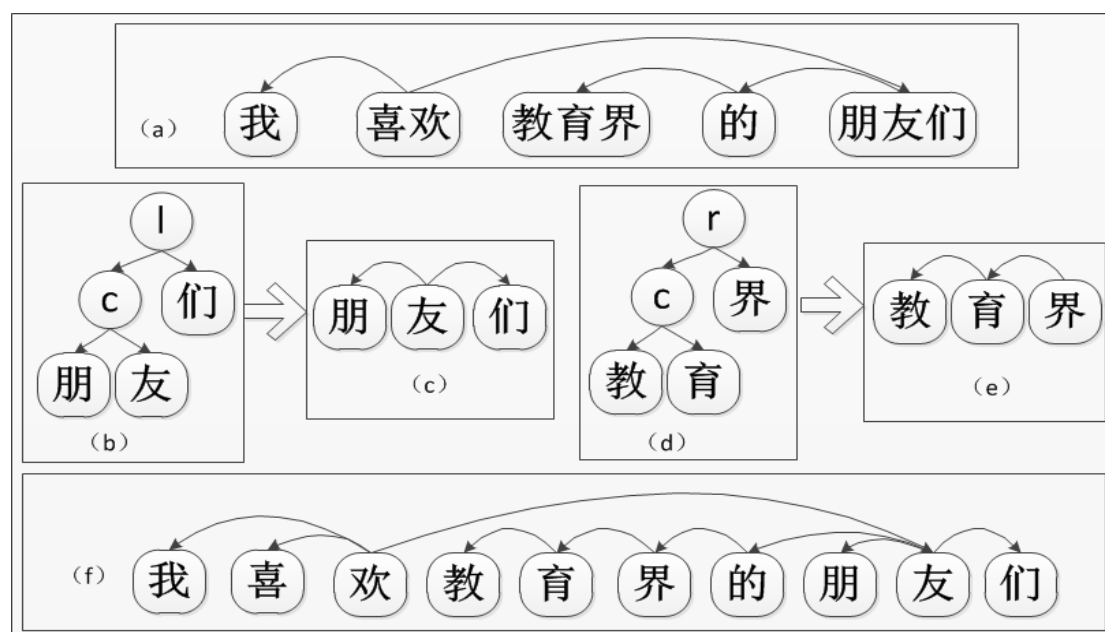 （a） 我 喜欢 教育界 的 朋友们
l
c 们
朋 友
（b）
朋 友 们
（c）
r
c 界
教 育
（d）
教 育 界
（e）
（f） 我 喜 欢 教 育 界 的 朋 友 们